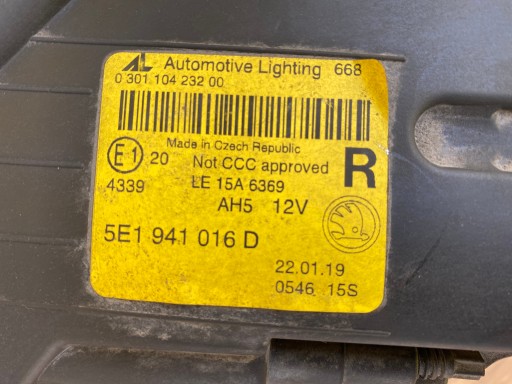 AL Automotive Lighting 668
0 301 104 232 00
Made in Czech Republic
E1 20 Not CCC approved R
4339 LE 15A 6369
AH5 12V
5E1 941 016 D
22.01.19
0546 15S